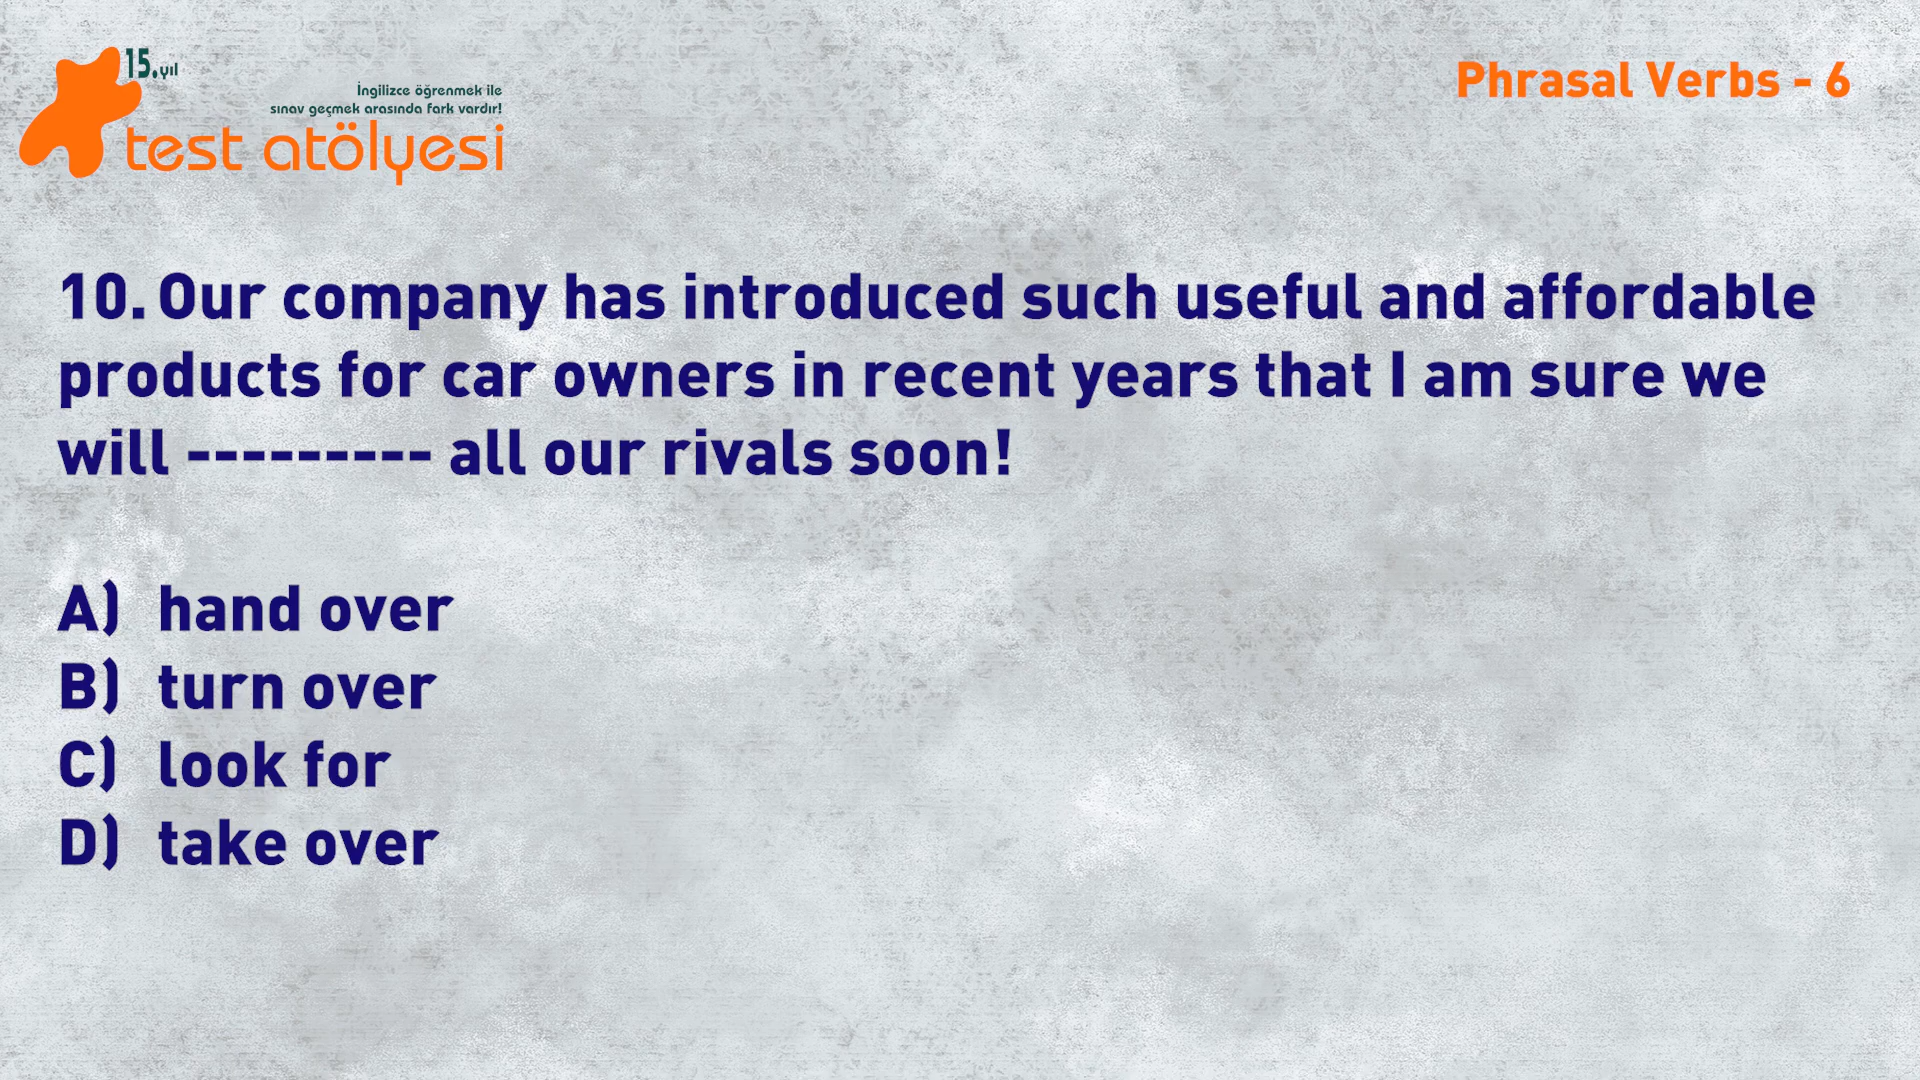 15.yıl
İngilizce öğrenmek ile
sınav geçmek arasında fark vardır!
test atölyesi
Phrasal Verbs - 6
10. Our company has introduced such useful and affordable
products for car owners in recent years that I am sure we
will --------- all our rivals soon!
A) hand over
B) turn over
C) look for
D) take over